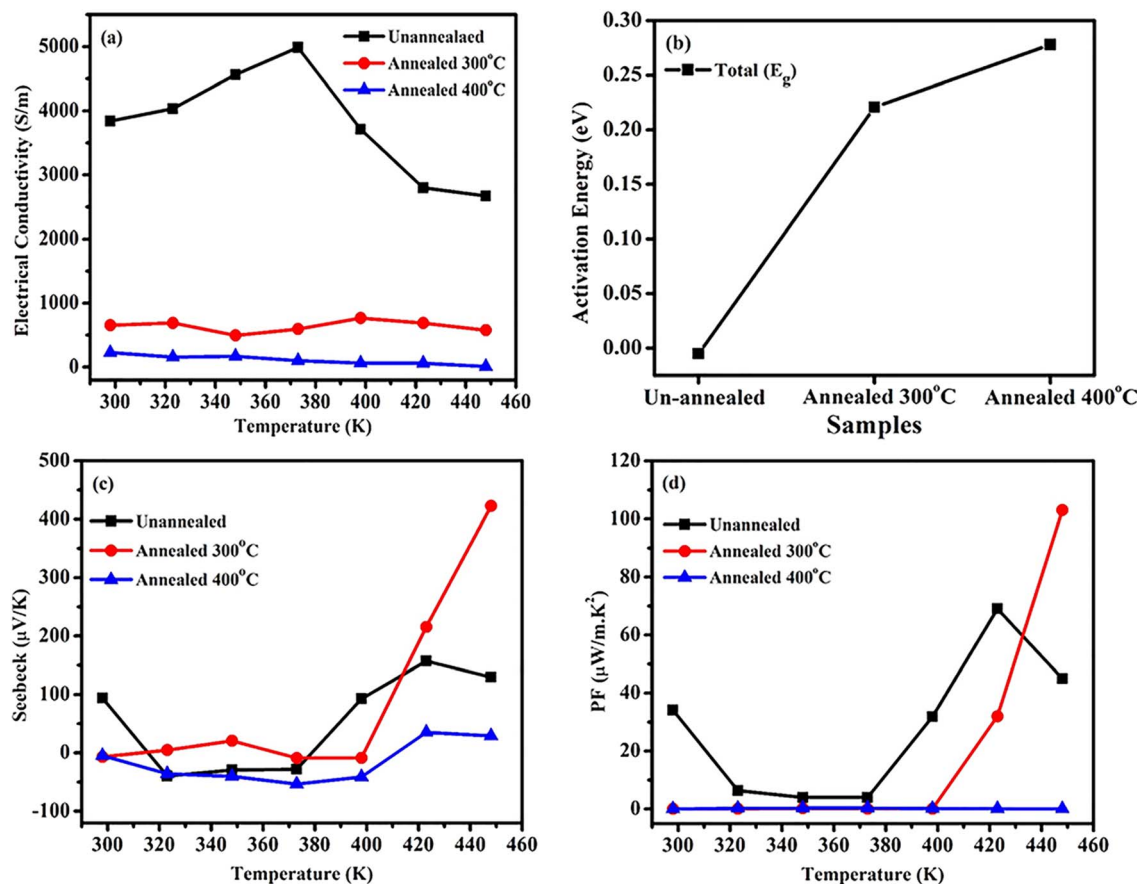 (a)
Unannealaed
Annealed 300°C
Annealed 400°C
5000
4000
3000
2000
1000
0
Electrical Conductivity (S/m)
300 320 340 360 380 400 420 440 460
Temperature (K)
(b)
Total (E_g)
0.30
0.25
0.20
0.15
0.10
0.05
0.00
Activation Energy (eV)
Un-annealed Annealed 300°C Annealed 400°C
Samples
(c)
Unannealed
Annealed 300°C
Annealed 400°C
500
400
300
200
100
0
-100
Seebeck (µV/K)
300 320 340 360 380 400 420 440 460
Temperature (K)
(d)
Unannealed
Annealed 300°C
Annealed 400°C
120
100
80
60
40
20
0
PF (µW/m.K²)
300 320 340 360 380 400 420 440 460
Temperature (K)